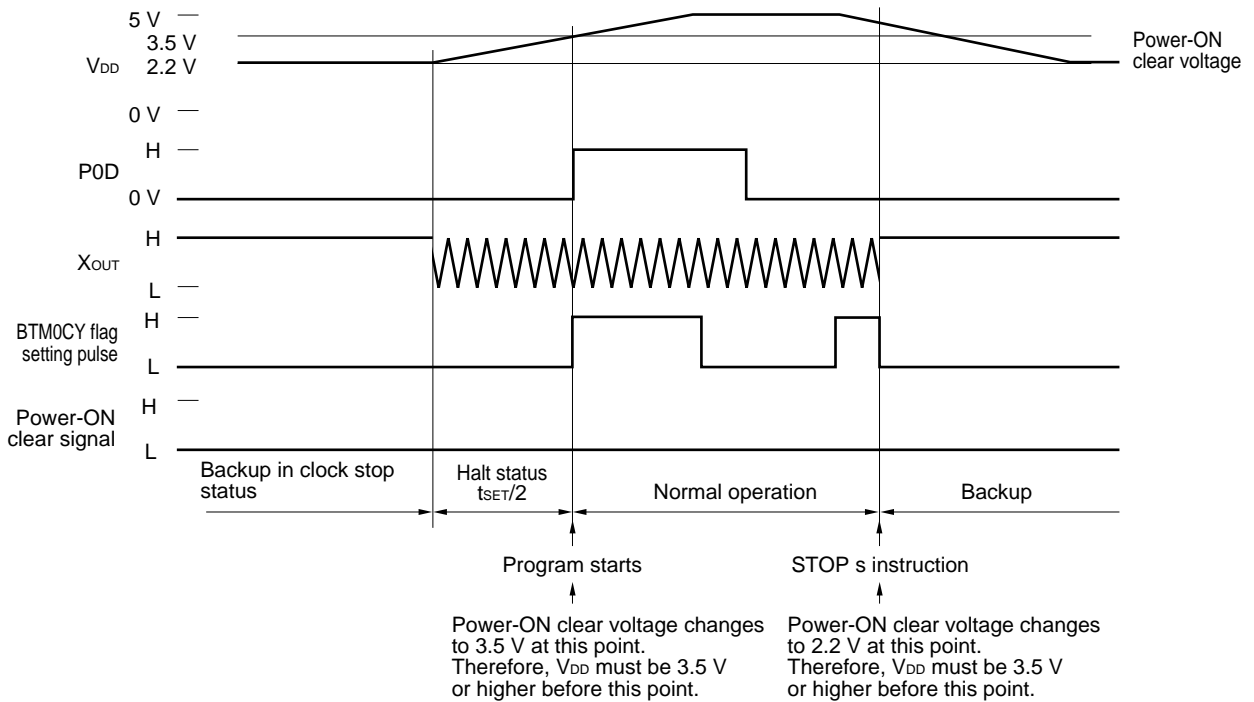 5 V
3.5 V
VDD 2.2 V
Power-ON
clear voltage
0 V
H
P0D
0 V
H
XOUT
L
H
BTM0CY flag
setting pulse
L
H
Power-ON
clear signal
L
Backup in clock stop
status
Halt status
tSET/2
Normal operation
Backup
Program starts
STOP s instruction
Power-ON clear voltage changes
to 3.5 V at this point.
Therefore, VDD must be 3.5 V
or higher before this point.
Power-ON clear voltage changes
to 2.2 V at this point.
Therefore, VDD must be 3.5 V
or higher before this point.